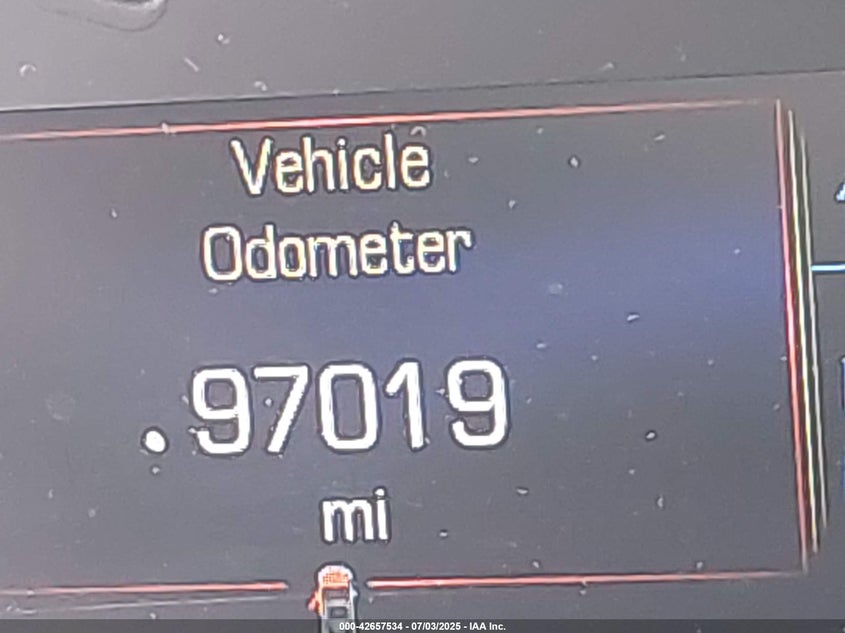 Vehicle
Odometer
.97019
mi
000-42657534 - 07/03/2025 - IAA Inc.